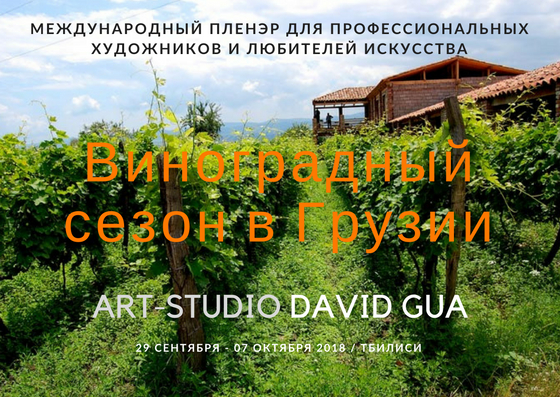 МЕЖДУНАРОДНЫЙ ПЛЕНЭР ДЛЯ ПРОФЕССИОНАЛЬНЫХ
ХУДОЖНИКОВ И ЛЮБИТЕЛЕЙ ИСКУССТВА
Виноградный
сезон в Грузии
ART-STUDIO DAVID GUA
29 СЕНТЯБРЯ - 07 ОКТЯБРЯ 2018 / ТБИЛИСИ